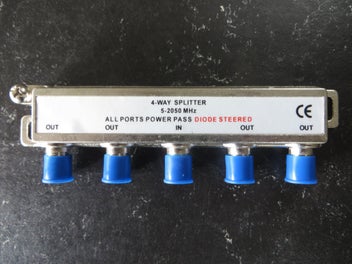 4-WAY SPLITTER
5-2050 MHz
ALL PORTS POWER PASS DIODE STEERED
CE
OUT OUT IN OUT OUT